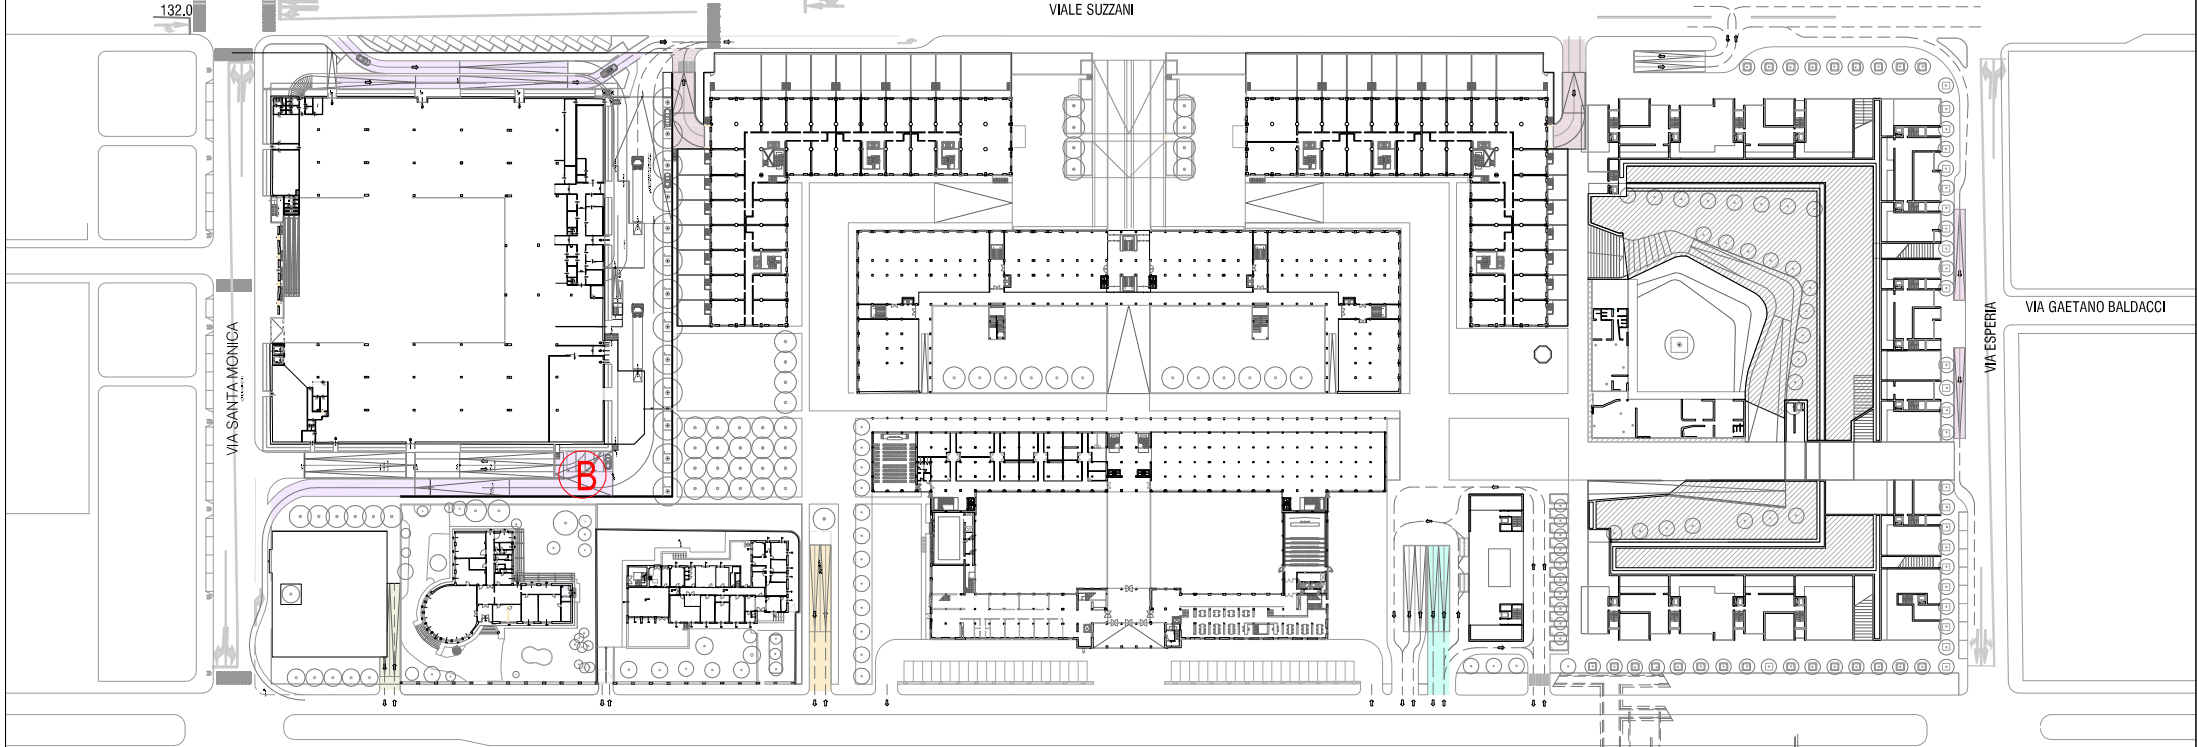 132.0
VIALE SUZZANI
VIA SANTA MONICA
VIA ESPERIA
VIA GAETANO BALDACCI
B